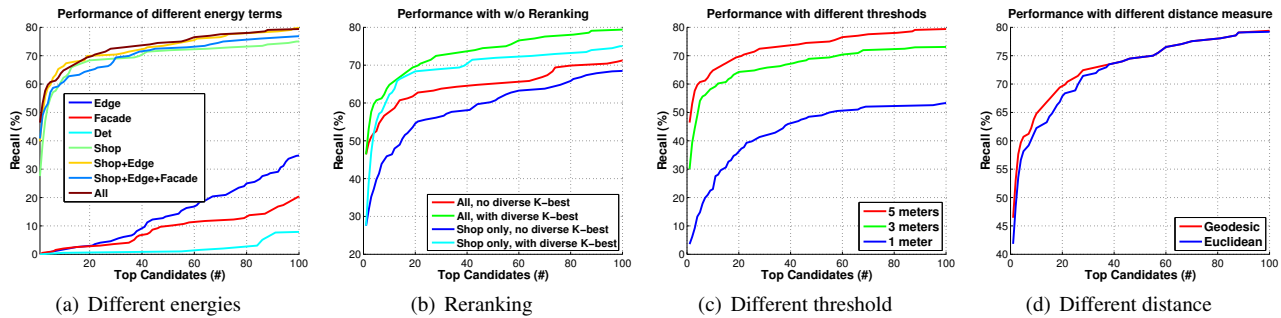 Performance of different energy terms
Recall (%)
80
70
60
50
40
30
20
10
0
Edge
Facade
Det
Shop
Shop+Edge
Shop+Edge+Facade
All
20
40
60
80
100
Top Candidates (#)
(a) Different energies
Performance with w/o Reranking
Recall (%)
80
70
60
50
40
30
20
All, no diverse K-best
All, with diverse K-best
Shop only, no diverse K-best
Shop only, with diverse K-best
0
20
40
60
80
100
Top Candidates (#)
(b) Reranking
Performance with different threshods
Recall (%)
80
70
60
50
40
30
20
10
0
5 meters
3 meters
1 meter
0
20
40
60
80
100
Top Candidates (#)
(c) Different threshold
Performance with different distance measure
Recall (%)
80
75
70
65
60
55
50
45
40
Geodesic
Euclidean
0
20
40
60
80
100
Top Candidates (#)
(d) Different distance